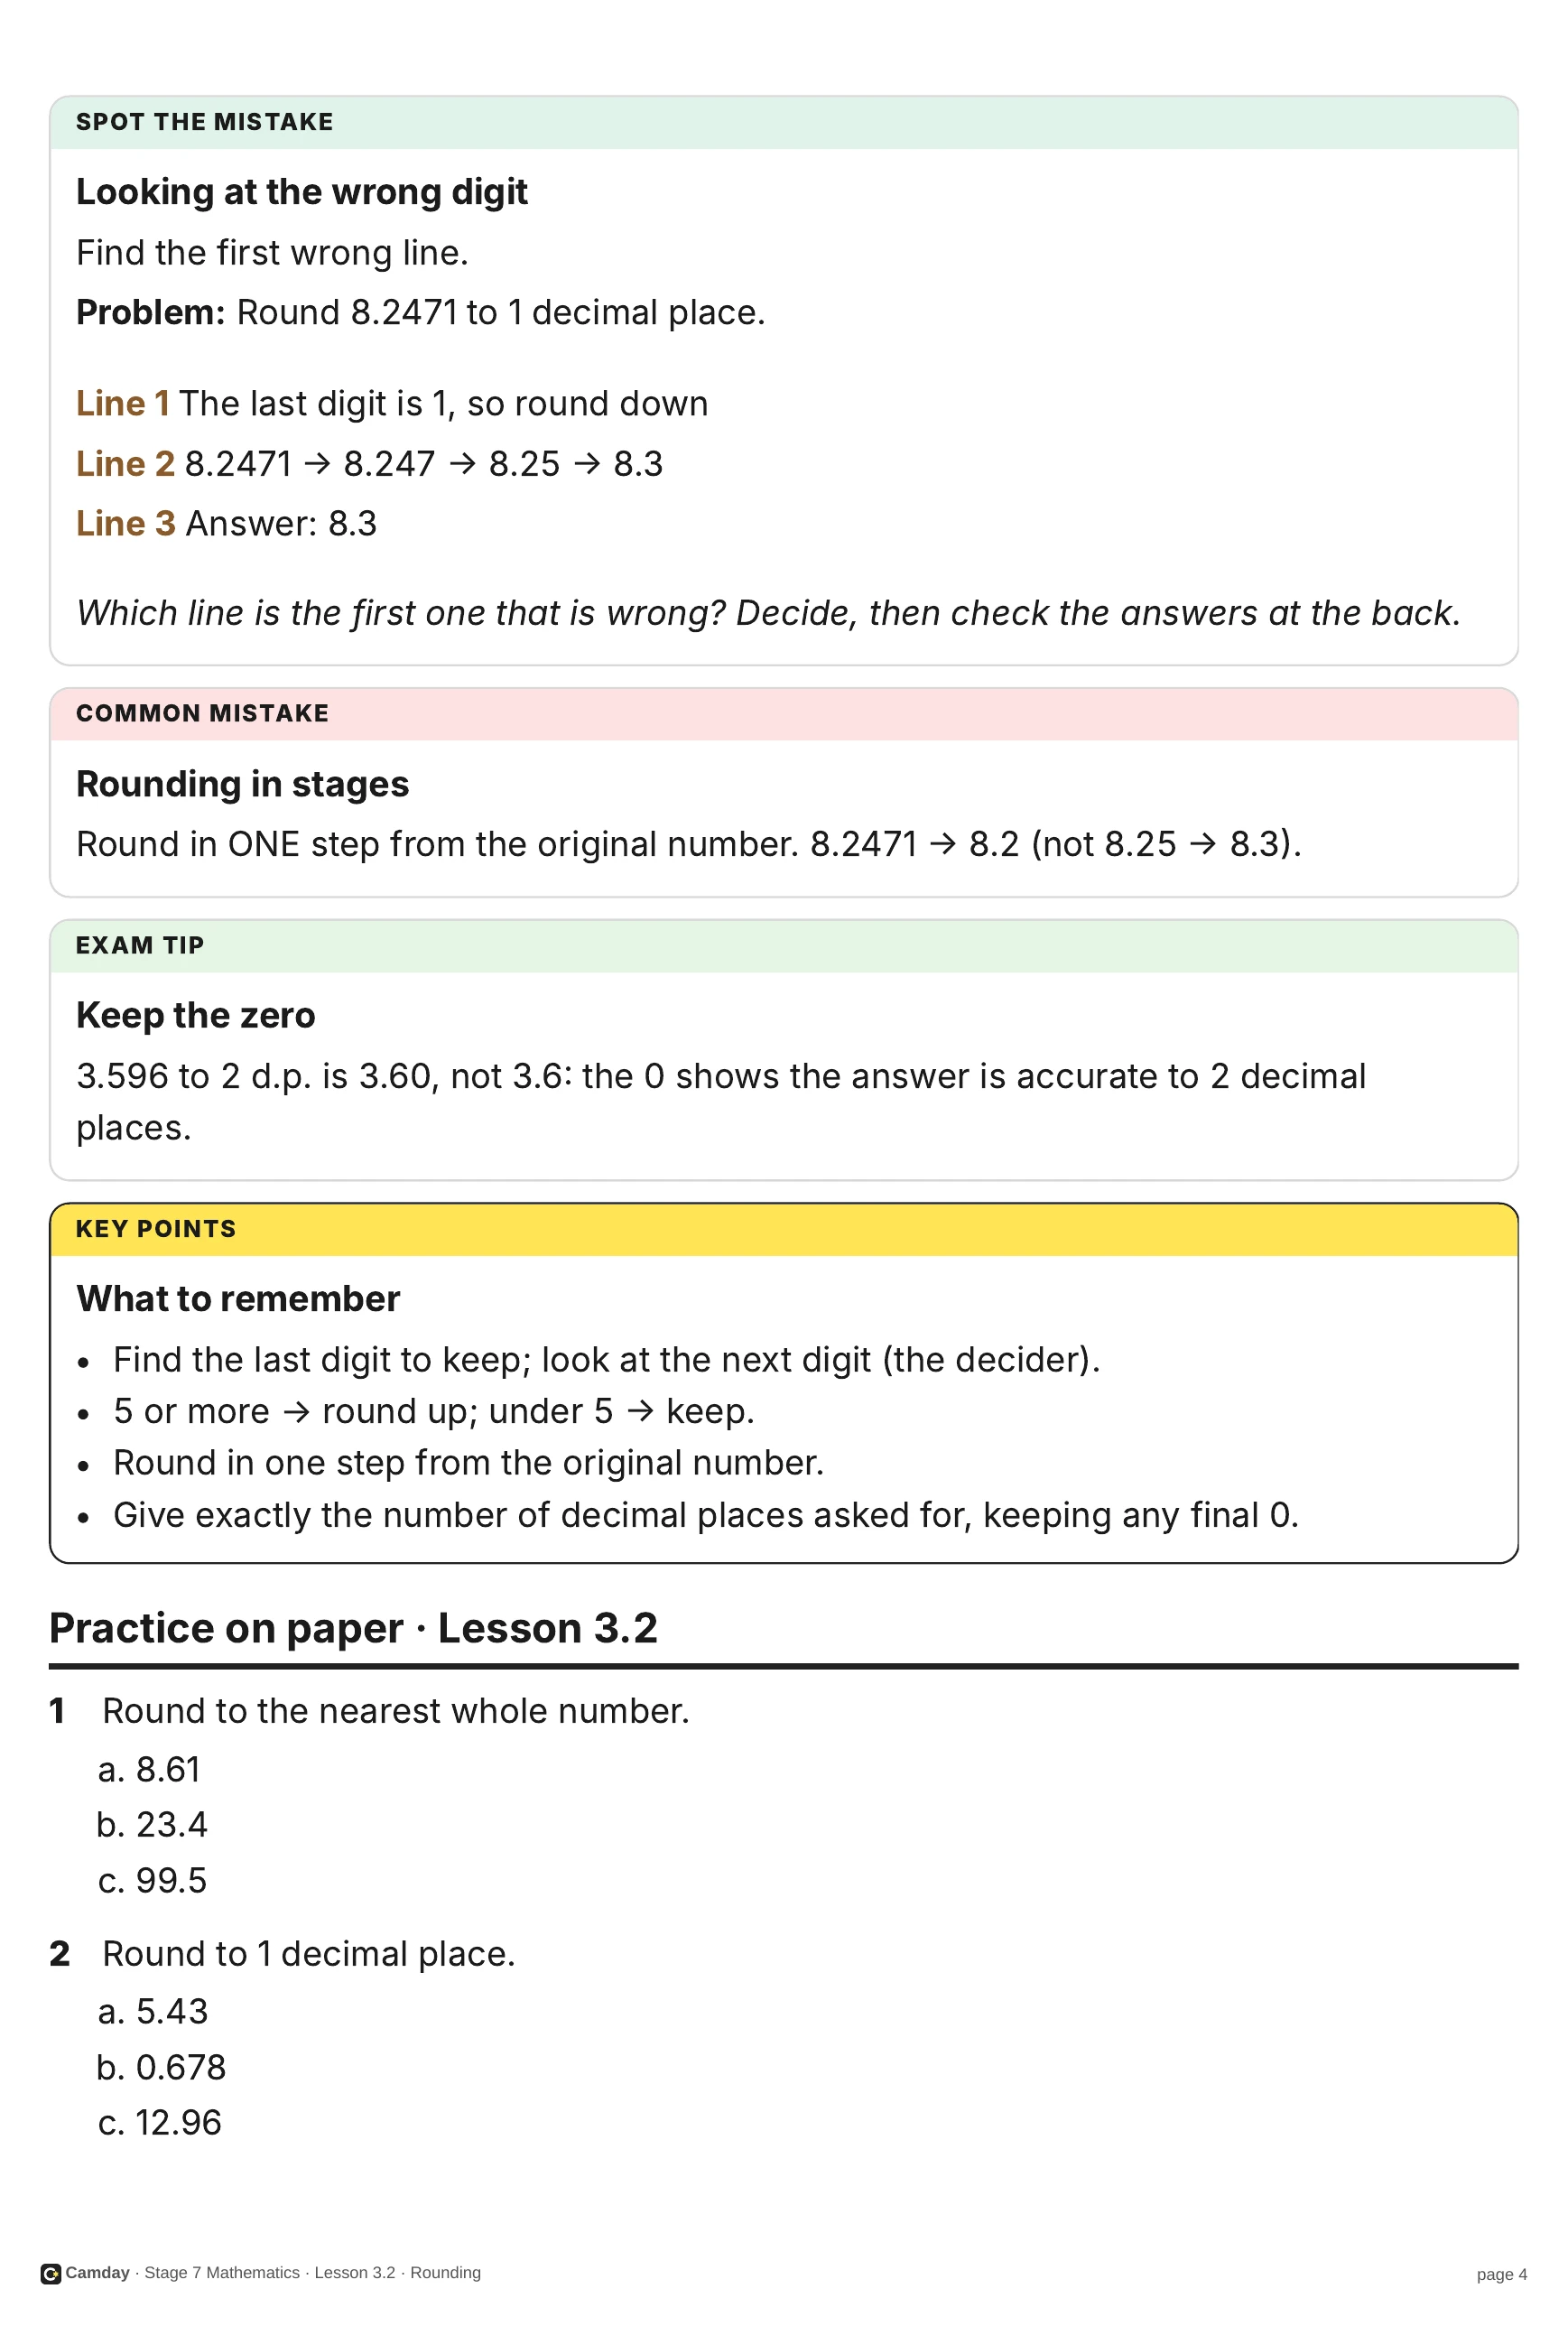 SPOT THE MISTAKE
Looking at the wrong digit
Find the first wrong line.
Problem: Round 8.2471 to 1 decimal place.
Line 1 The last digit is 1, so round down
Line 2 8.2471 → 8.247 → 8.25 → 8.3
Line 3 Answer: 8.3
Which line is the first one that is wrong? Decide, then check the answers at the back.
COMMON MISTAKE
Rounding in stages
Round in ONE step from the original number. 8.2471 → 8.2 (not 8.25 → 8.3).
EXAM TIP
Keep the zero
3.596 to 2 d.p. is 3.60, not 3.6: the 0 shows the answer is accurate to 2 decimal
places.
KEY POINTS
What to remember
• Find the last digit to keep; look at the next digit (the decider).
• 5 or more → round up; under 5 → keep.
• Round in one step from the original number.
• Give exactly the number of decimal places asked for, keeping any final 0.
Practice on paper · Lesson 3.2
1 Round to the nearest whole number.
a. 8.61
b. 23.4
c. 99.5
2 Round to 1 decimal place.
a. 5.43
b. 0.678
c. 12.96
Camday · Stage 7 Mathematics · Lesson 3.2 · Rounding
page 4